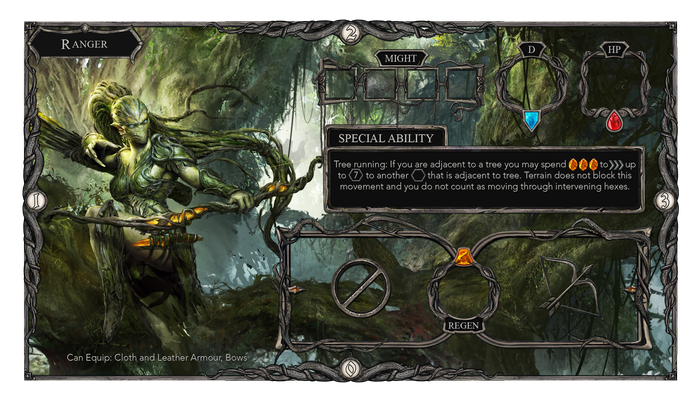 RANGER
2
MIGHT
D
HP
SPECIAL ABILITY
Tree running: If you are adjacent to a tree you may spend to up
to 7 to another that is adjacent to tree. Terrain does not block this
movement and you do not count as moving through intervening hexes.
1
3
REGEN
Can Equip: Cloth and Leather Armour, Bows
0